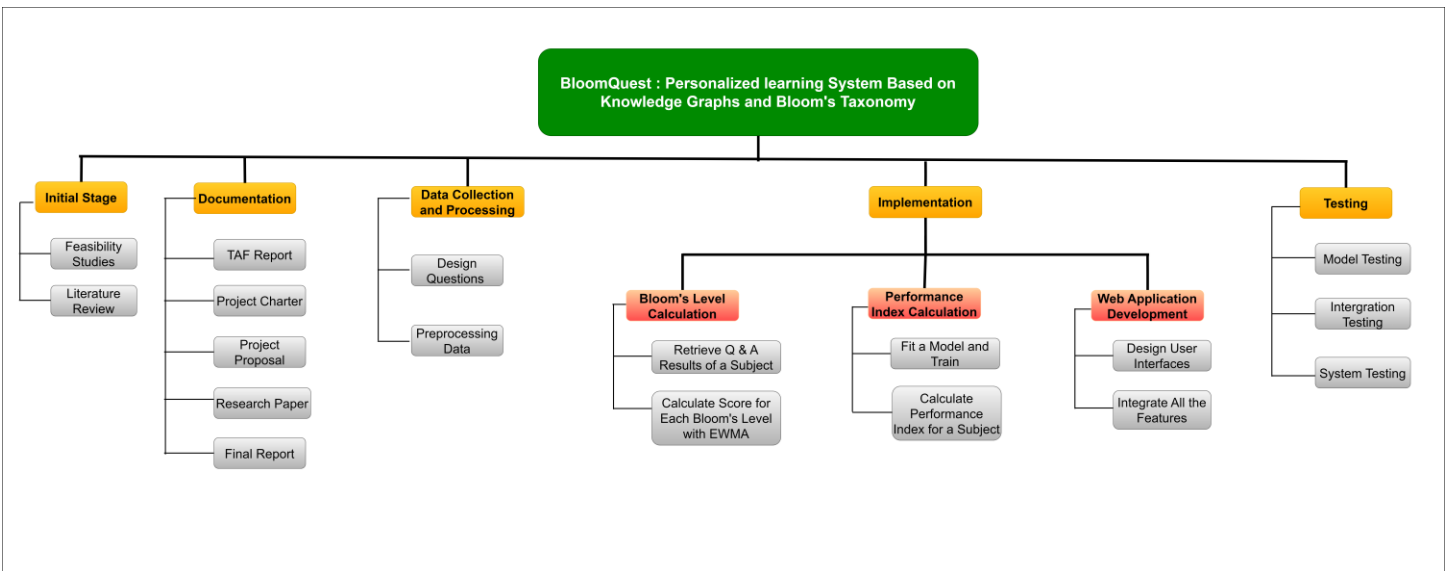 BloomQuest : Personalized learning System Based on
Knowledge Graphs and Bloom's Taxonomy
Initial Stage
Feasibility
Studies
Literature
Review
Documentation
TAF Report
Project Charter
Project
Proposal
Research Paper
Final Report
Data Collection
and Processing
Design
Questions
Preprocessing
Data
Implementation
Bloom's Level
Calculation
Retrieve Q & A
Results of a Subject
Calculate Score for
Each Bloom's Level
with EWMA
Performance
Index Calculation
Fit a Model and
Train
Calculate
Performance
Index for a Subject
Web Application
Development
Design User
Interfaces
Integrate All the
Features
Testing
Model Testing
Intergration
Testing
System Testing